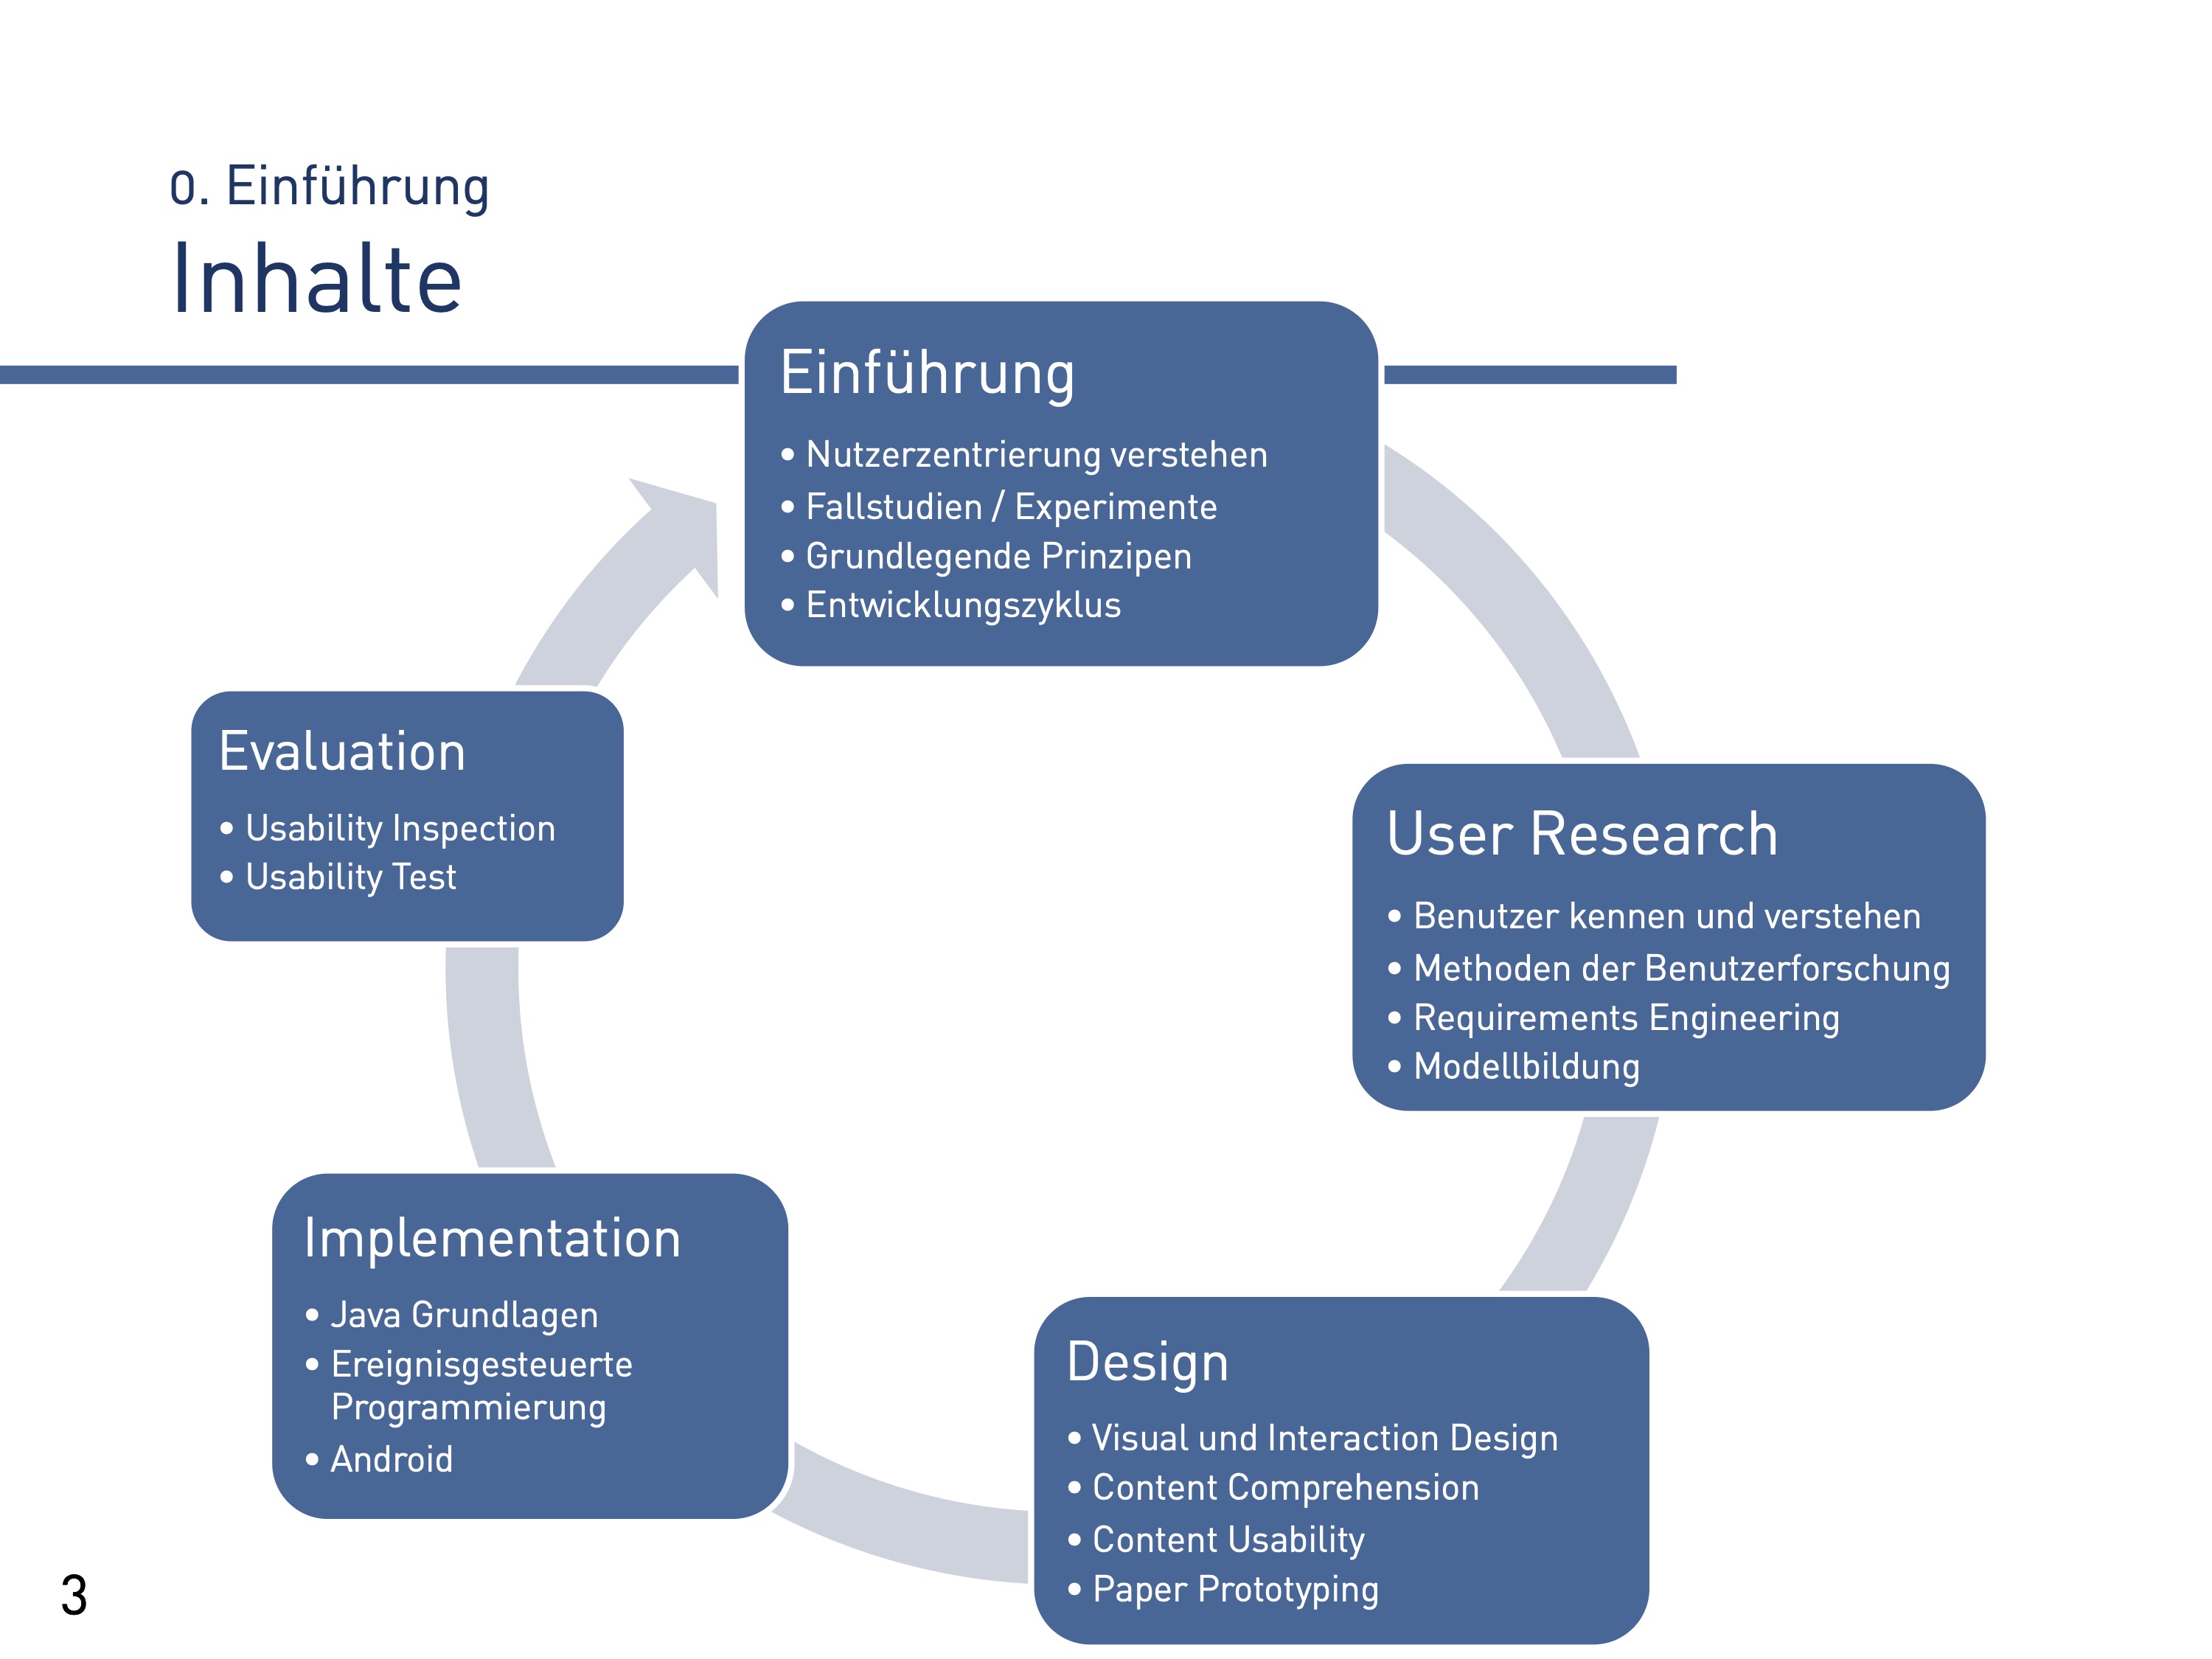 0. Einführung
Inhalte
Einführung
• Nutzerzentrierung verstehen
• Fallstudien / Experimente
• Grundlegende Prinzipen
• Entwicklungszyklus
User Research
• Benutzer kennen und verstehen
• Methoden der Benutzerforschung
• Requirements Engineering
• Modellbildung
Design
• Visual und Interaction Design
• Content Comprehension
• Content Usability
• Paper Prototyping
Implementation
• Java Grundlagen
• Ereignisgesteuerte
Programmierung
• Android
Evaluation
• Usability Inspection
• Usability Test
3